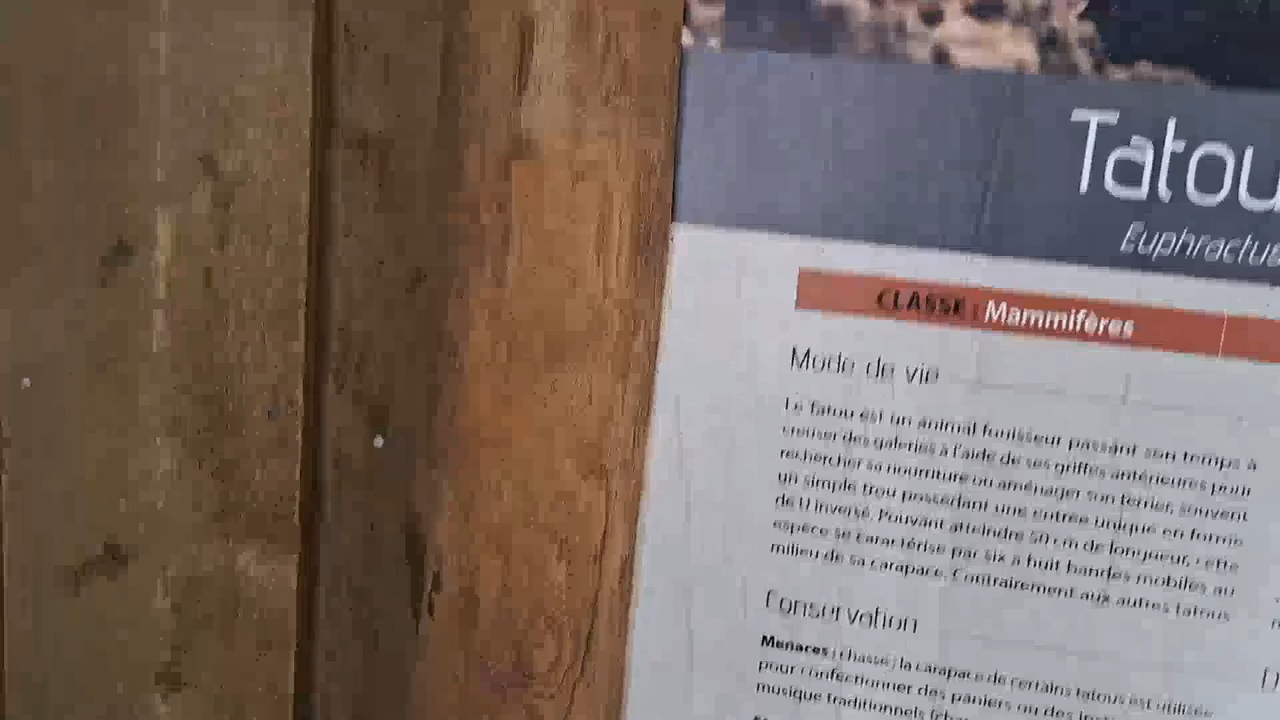 Tatou
Euphractus
CLASSE : Mammifères
Mode de vie
Le Tatou est un animal fouisseur passant son temps à
creuser des galeries à l'aide de ses griffes antérieures pour
rechercher sa nourriture ou aménager son terrier, souvent
un simple trou possédant une entrée unique en forme
de U inversé. Pouvant atteindre 50 cm de longueur, cette
espèce se caractérise par six à huit bandes mobiles au
milieu de sa carapace. Contrairement aux autres tatous
Conservation
Menaces : chasse ; la carapace de certains tatous est utilisée
pour confectionner des paniers ou des
musique traditionnels